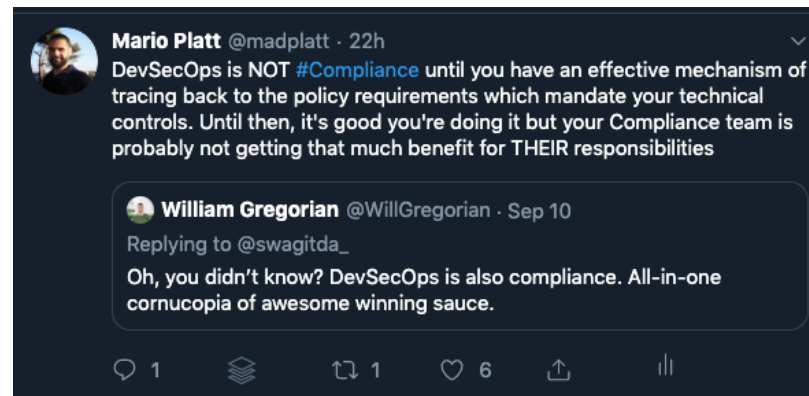 Mario Platt @madplatt · 22h
DevSecOps is NOT #Compliance until you have an effective mechanism of
tracing back to the policy requirements which mandate your technical
controls. Until then, it's good you're doing it but your Compliance team is
probably not getting that much benefit for THEIR responsibilities
William Gregorian @WillGregorian · Sep 10
Replying to @swagitda_
Oh, you didn't know? DevSecOps is also compliance. All-in-one
cornucopia of awesome winning sauce.
1 1 6